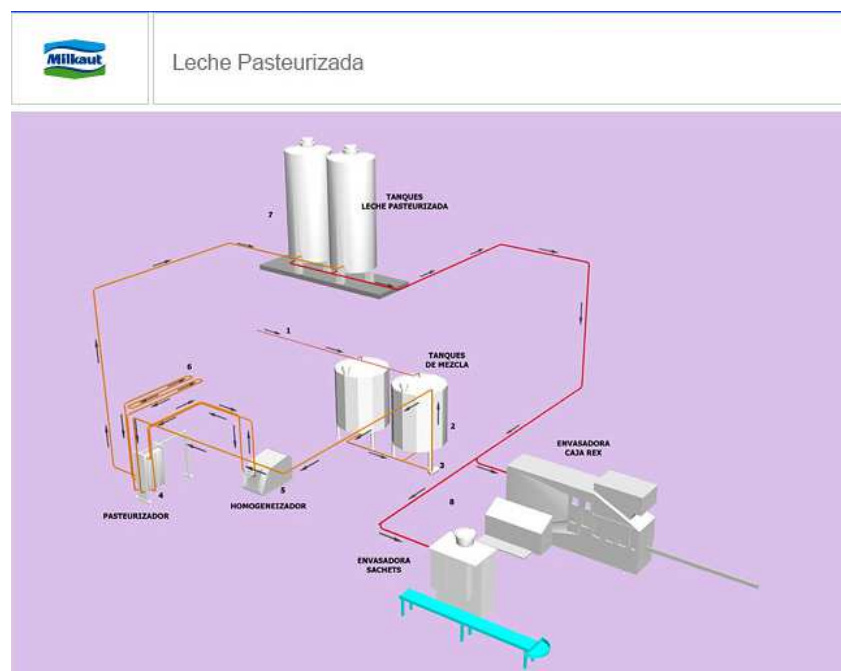 Milkaut
Leche Pasteurizada
TANQUES
LECHE PASTEURIZADA
7
1
TANQUES
DE MEZCLA
6
2
3
ENVASADORA
CAJA REX
4
5
PASTEURIZADOR
HOMOGENEIZADOR
8
ENVASADORA
SACHETS